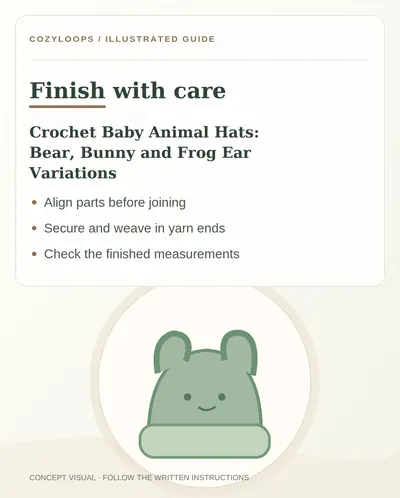 COZYLOOPS / ILLUSTRATED GUIDE
Finish with care
Crochet Baby Animal Hats:
Bear, Bunny and Frog Ear
Variations
• Align parts before joining
• Secure and weave in yarn ends
• Check the finished measurements
CONCEPT VISUAL · FOLLOW THE WRITTEN INSTRUCTIONS